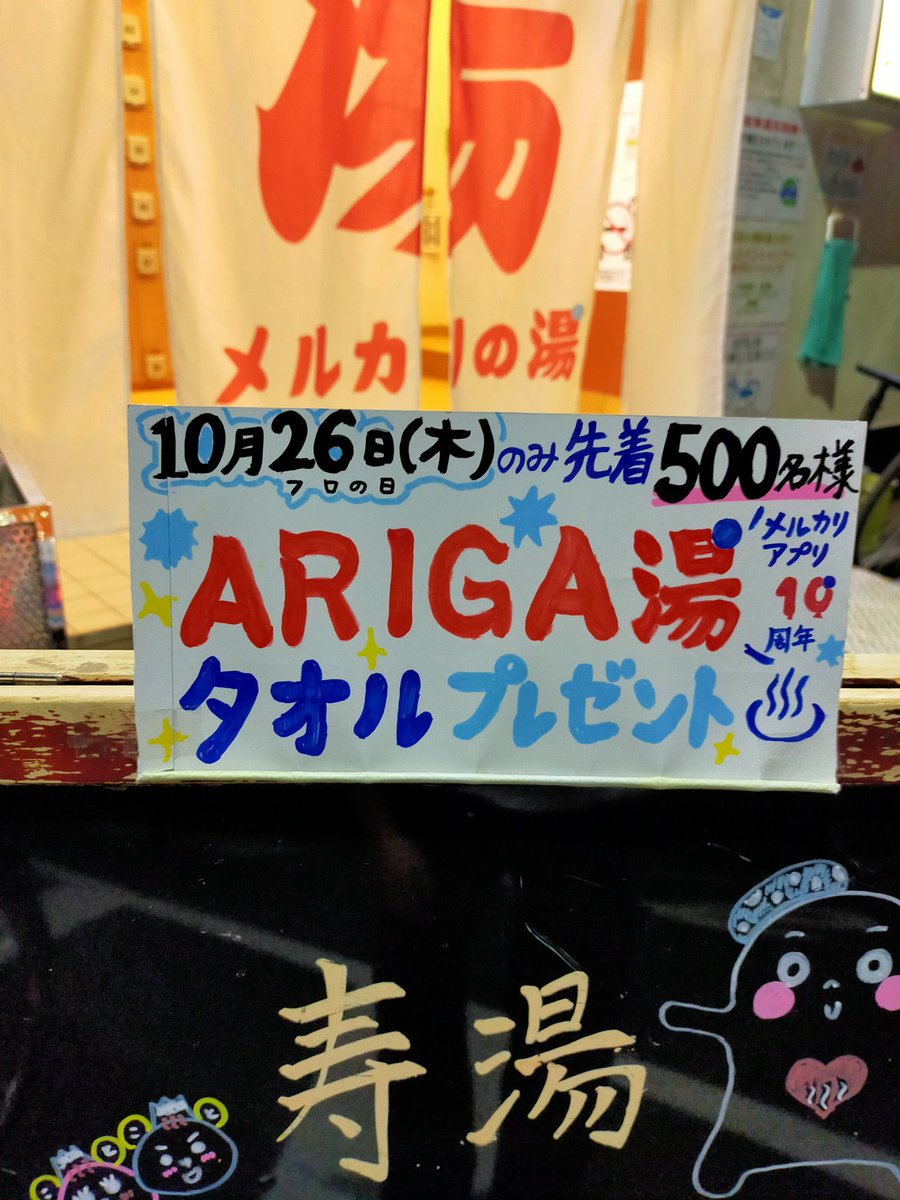 湯
メルカリの湯
10月26日(木)のみ先着500名様
フロの日
ARIGA湯
メルカリ
アプリ
10
周年
タオルプレゼント
寿湯